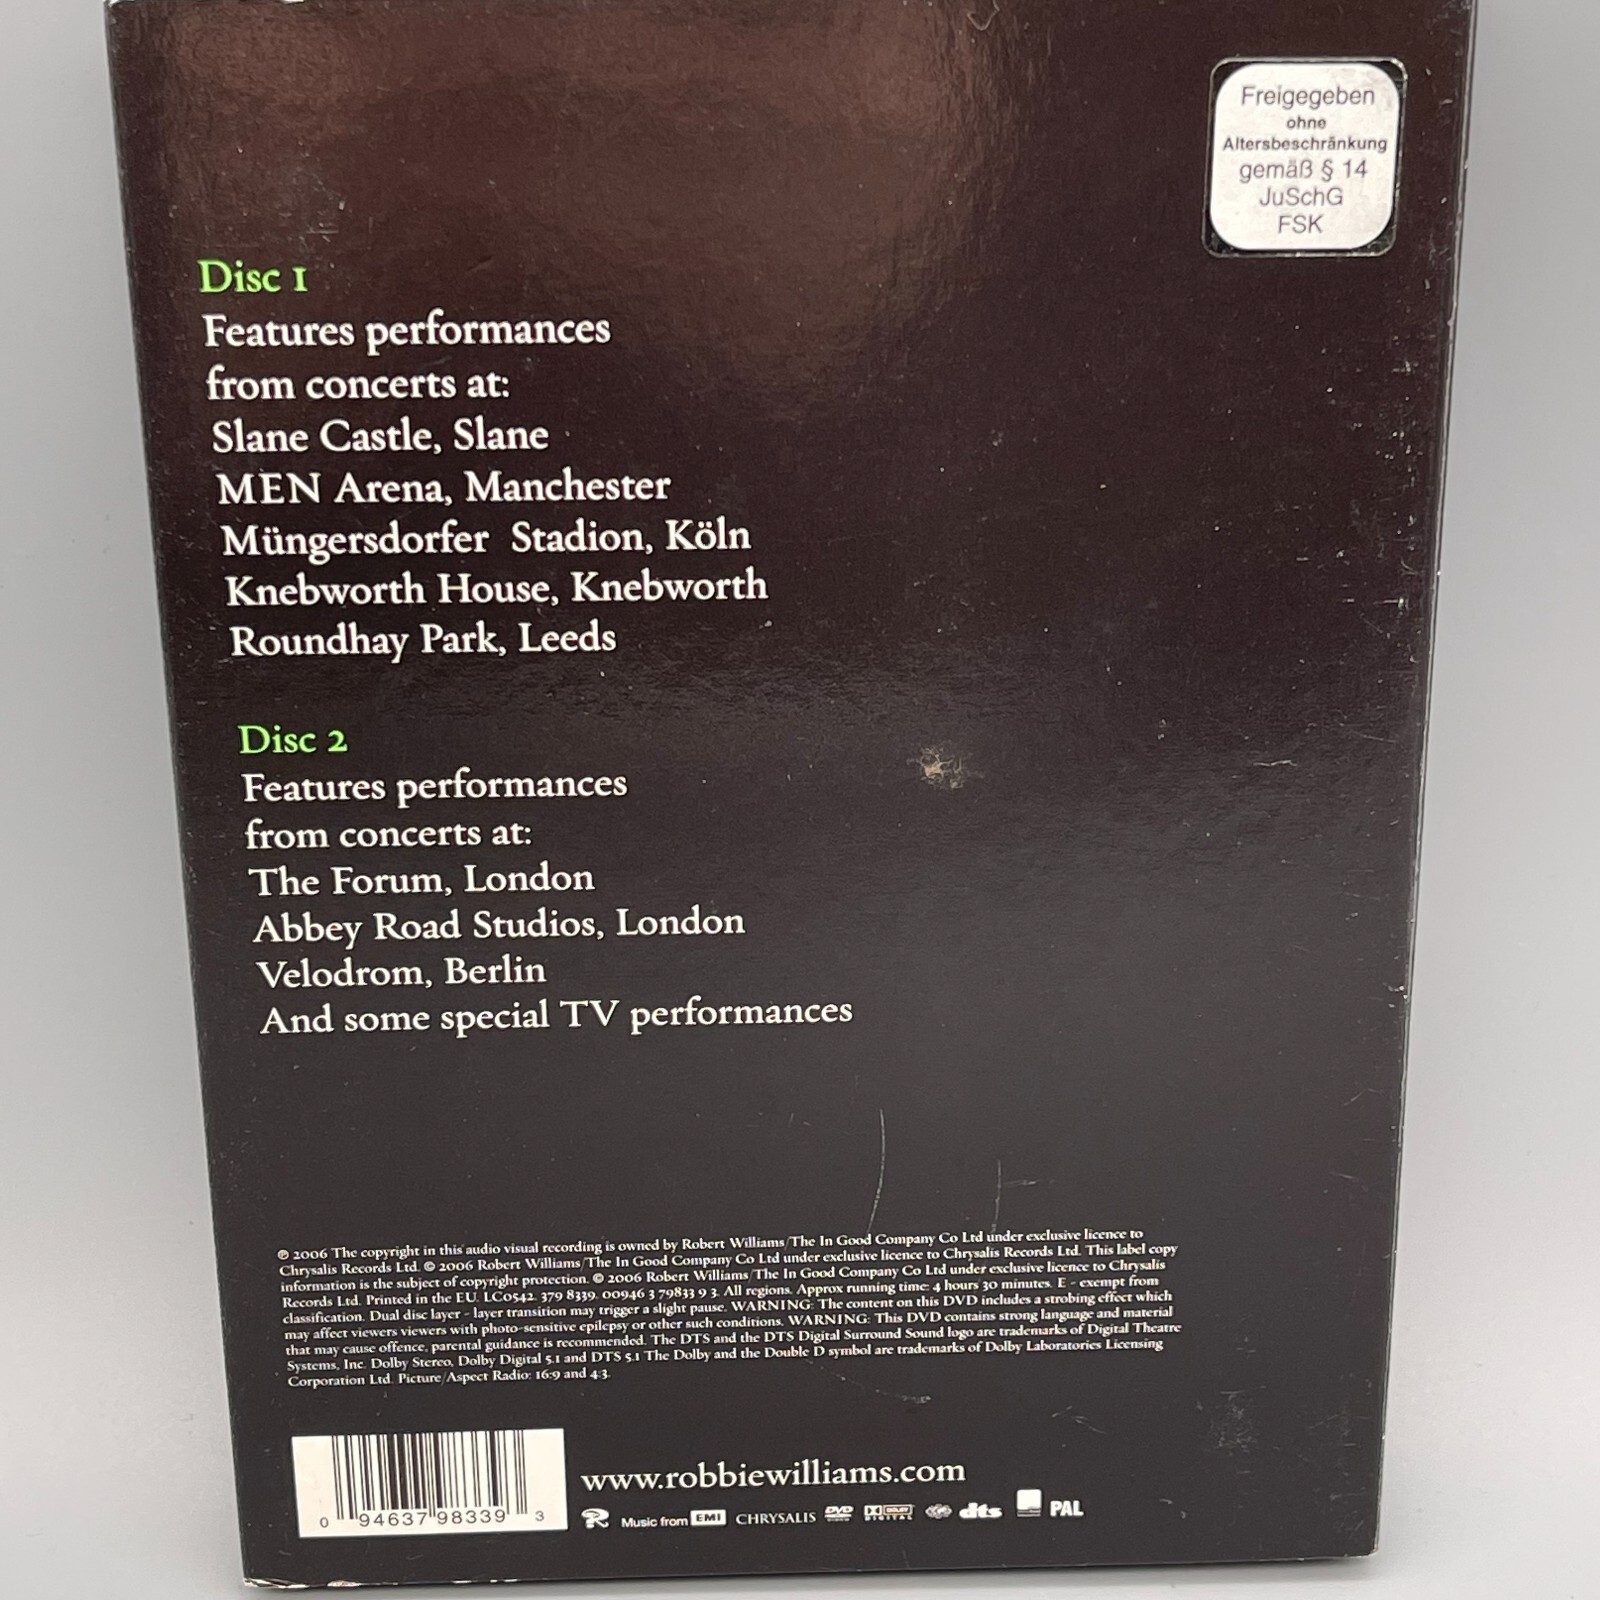 Freigegeben
ohne
Altersbeschränkung
gemäß § 14
JuSchG
FSK
Disc 1
Features performances
from concerts at:
Slane Castle, Slane
MEN Arena, Manchester
Müngersdorfer Stadion, Köln
Knebworth House, Knebworth
Roundhay Park, Leeds
Disc 2
Features performances
from concerts at:
The Forum, London
Abbey Road Studios, London
Velodrom, Berlin
And some special TV performances
℗ 2006 The copyright in this audio visual recording is owned by Robert Williams/The In Good Company Co Ltd under exclusive licence to
Chrysalis Records Ltd. © 2006 Robert Williams/The In Good Company Co Ltd under exclusive licence to Chrysalis Records Ltd. This label copy
information is the subject of copyright protection. © 2006 Robert Williams/The In Good Company Co Ltd under exclusive licence to Chrysalis
Records Ltd. Printed in the EU. LC0542. 379 8339. 00946 3 79833 9 3. All regions. Approx running time: 4 hours 30 minutes. E - exempt from
classification. Dual disc layer - layer transition may trigger a slight pause. WARNING: The content on this DVD includes a strobing effect which
may affect viewers viewers with photo-sensitive epilepsy or other such conditions. WARNING: This DVD contains strong language and material
that may cause offence, parental guidance is recommended. The DTS and the DTS Digital Surround Sound logo are trademarks of Digital Theatre
Systems, Inc. Dolby Stereo, Dolby Digital 5.1 and DTS 5.1 The Dolby and the Double D symbol are trademarks of Dolby Laboratories Licensing
Corporation Ltd. Picture/Aspect Radio: 16:9 and 4:3.
0 94637 98339 3
www.robbiewilliams.com
R Music from EMI CHRYSALIS DVD VIDEO DOLBY DIGITAL dts PAL